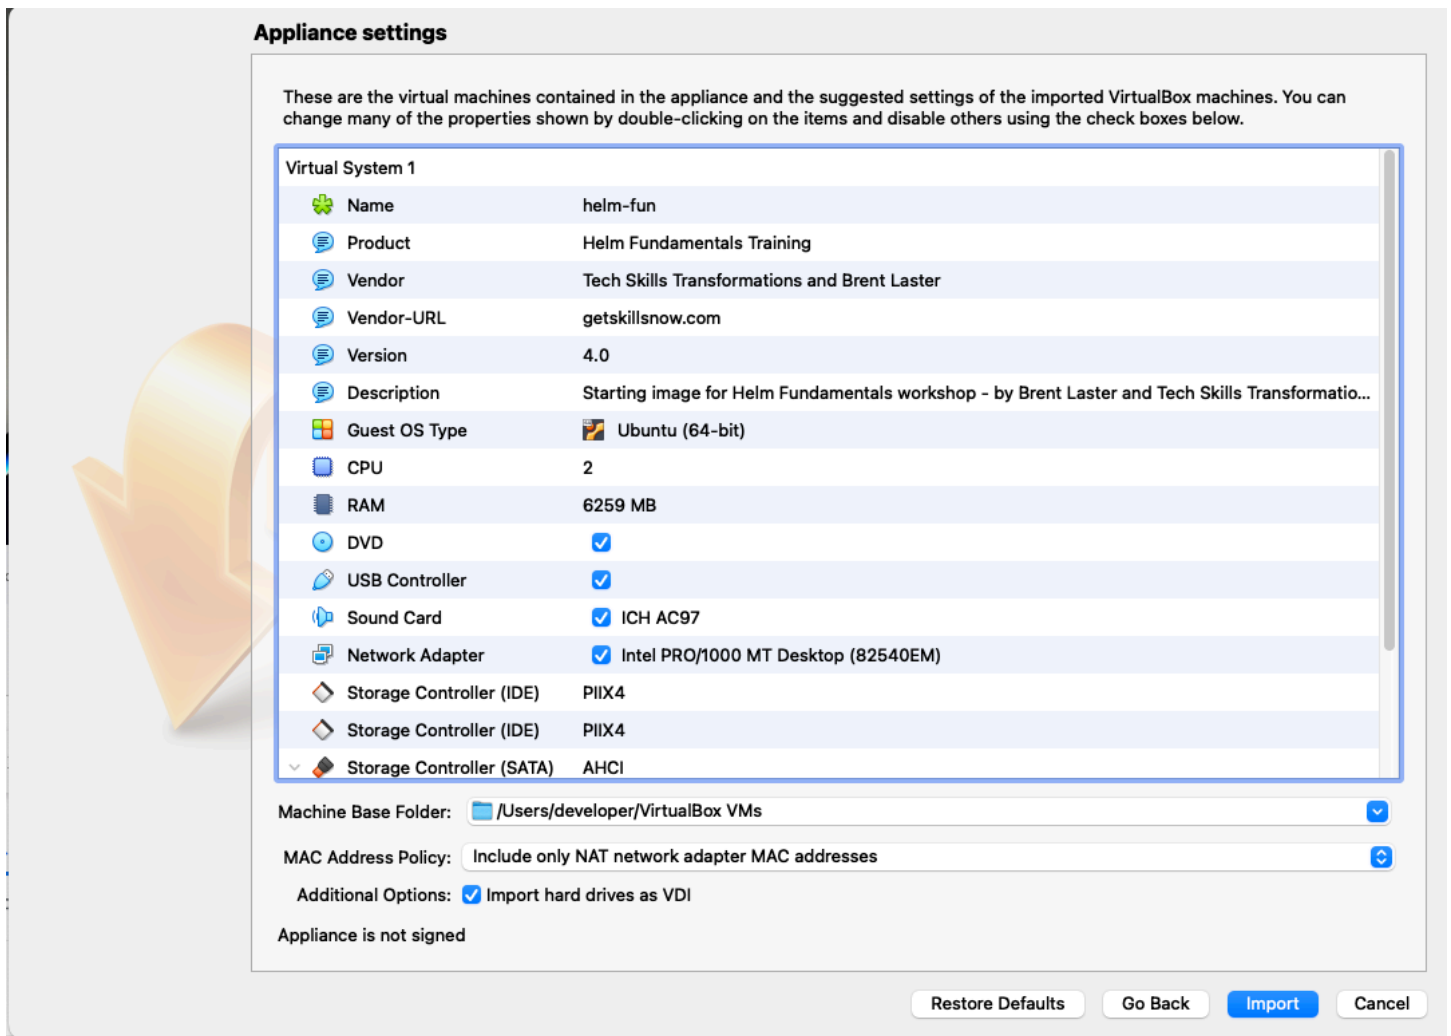 Appliance settings
These are the virtual machines contained in the appliance and the suggested settings of the imported VirtualBox machines. You can
change many of the properties shown by double-clicking on the items and disable others using the check boxes below.
Virtual System 1
Name helm-fun
Product Helm Fundamentals Training
Vendor Tech Skills Transformations and Brent Laster
Vendor-URL getskillsnow.com
Version 4.0
Description Starting image for Helm Fundamentals workshop - by Brent Laster and Tech Skills Transformatio...
Guest OS Type Ubuntu (64-bit)
CPU 2
RAM 6259 MB
DVD
USB Controller
Sound Card ICH AC97
Network Adapter Intel PRO/1000 MT Desktop (82540EM)
Storage Controller (IDE) PIIX4
Storage Controller (IDE) PIIX4
Storage Controller (SATA) AHCI
Machine Base Folder: /Users/developer/VirtualBox VMs
MAC Address Policy: Include only NAT network adapter MAC addresses
Additional Options: Import hard drives as VDI
Appliance is not signed
Restore Defaults Go Back Import Cancel